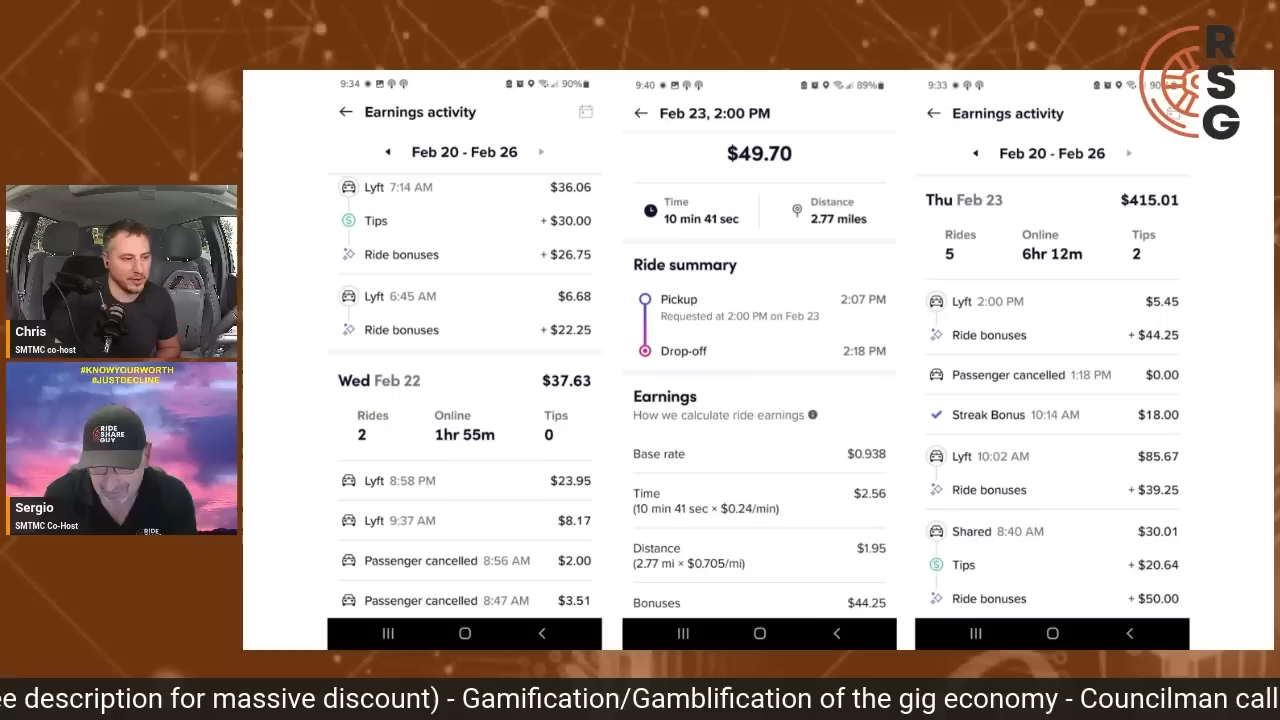 R
S
G
9:34
90%
Earnings activity
Feb 20 - Feb 26
Lyft 7:14 AM $36.06
Tips + $30.00
Ride bonuses + $26.75
Lyft 6:45 AM $6.68
Ride bonuses + $22.25
Wed Feb 22 $37.63
Rides Online Tips
2 1hr 55m 0
Lyft 8:58 PM $23.95
Lyft 9:37 AM $8.17
Passenger cancelled 8:56 AM $2.00
Passenger cancelled 8:47 AM $3.51
9:40
89%
Feb 23, 2:00 PM
$49.70
Time Distance
10 min 41 sec 2.77 miles
Ride summary
Pickup 2:07 PM
Requested at 2:00 PM on Feb 23
Drop-off 2:18 PM
Earnings
How we calculate ride earnings
Base rate $0.938
Time $2.56
(10 min 41 sec × $0.24/min)
Distance $1.95
(2.77 mi × $0.705/mi)
Bonuses $44.25
9:33
Earnings activity
Feb 20 - Feb 26
Thu Feb 23 $415.01
Rides Online Tips
5 6hr 12m 2
Lyft 2:00 PM $5.45
Ride bonuses + $44.25
Passenger cancelled 1:18 PM $0.00
Streak Bonus 10:14 AM $18.00
Lyft 10:02 AM $85.67
Ride bonuses + $39.25
Shared 8:40 AM $30.01
Tips + $20.64
Ride bonuses + $50.00
Chris
SMTMC co-host
#KNOWYOURWORTH
#JUSTDECLINE
RIDE
SHARE
GUY
Sergio
SMTMC Co-Host
RIDE
ee description for massive discount) - Gamification/Gamblification of the gig economy - Councilman call